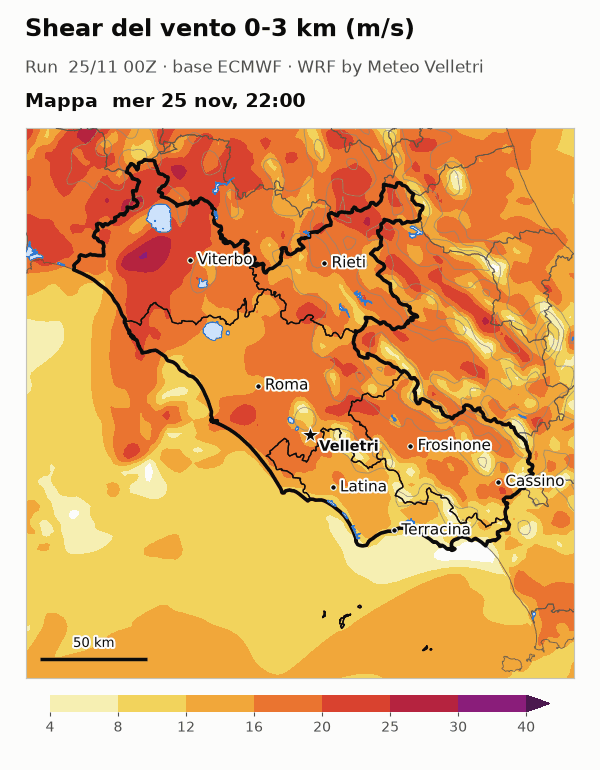 Shear del vento 0-3 km (m/s)
Run  25/11 00Z · base ECMWF · WRF by Meteo Velletri
Mappa  mer 25 nov, 22:00
Viterbo
Rieti
Roma
Velletri
Frosinone
Latina
Cassino
Terracina
50 km
4 8 12 16 20 25 30 40